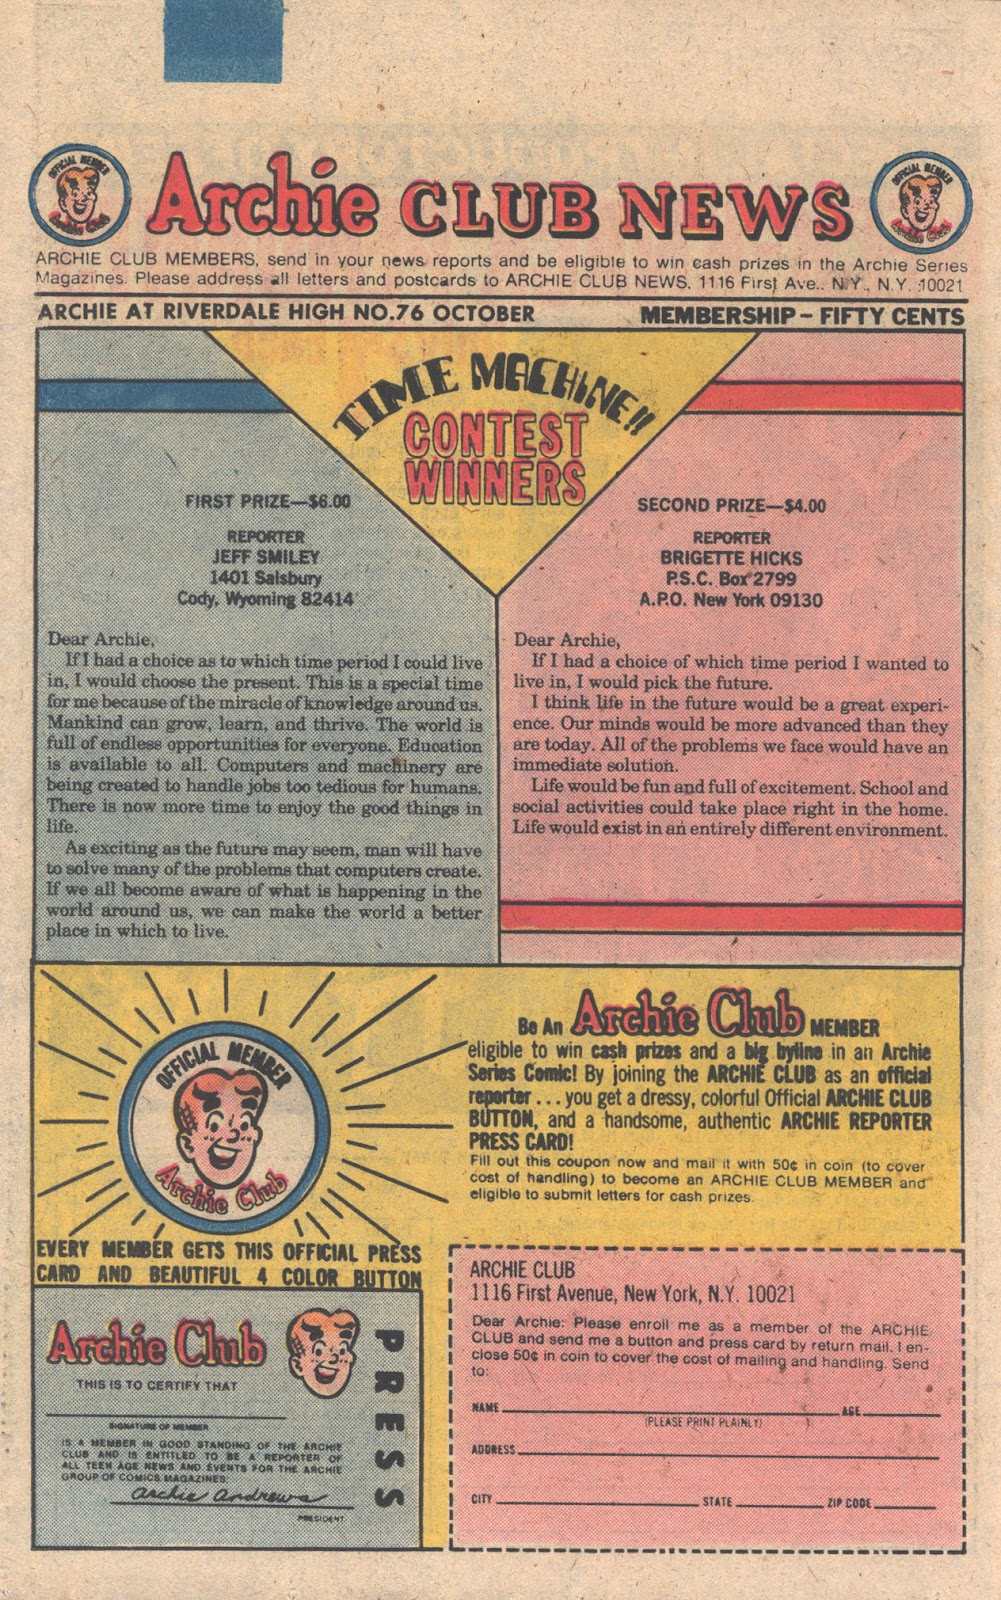 OFFICIAL MEMBER
Archie Club
Archie CLUB NEWS
OFFICIAL MEMBER
Archie Club
ARCHIE CLUB MEMBERS, send in your news reports and be eligible to win cash prizes in the Archie Series
Magazines. Please address all letters and postcards to ARCHIE CLUB NEWS, 1116 First Ave., N.Y., N.Y. 10021
ARCHIE AT RIVERDALE HIGH NO.76 OCTOBER
MEMBERSHIP – FIFTY CENTS
TIME MACHINE!!
CONTEST
WINNERS
FIRST PRIZE—$6.00
REPORTER
JEFF SMILEY
1401 Salsbury
Cody, Wyoming 82414
Dear Archie,
If I had a choice as to which time period I could live
in, I would choose the present. This is a special time
for me because of the miracle of knowledge around us.
Mankind can grow, learn, and thrive. The world is
full of endless opportunities for everyone. Education
is available to all. Computers and machinery are
being created to handle jobs too tedious for humans.
There is now more time to enjoy the good things in
life.
As exciting as the future may seem, man will have
to solve many of the problems that computers create.
If we all become aware of what is happening in the
world around us, we can make the world a better
place in which to live.
SECOND PRIZE—$4.00
REPORTER
BRIGETTE HICKS
P.S.C. Box 2799
A.P.O. New York 09130
Dear Archie,
If I had a choice of which time period I wanted to
live in, I would pick the future.
I think life in the future would be a great experi-
ence. Our minds would be more advanced than they
are today. All of the problems we face would have an
immediate solution.
Life would be fun and full of excitement. School and
social activities could take place right in the home.
Life would exist in an entirely different environment.
OFFICIAL MEMBER
Archie Club
EVERY MEMBER GETS THIS OFFICIAL PRESS
CARD AND BEAUTIFUL 4 COLOR BUTTON
Be An Archie Club MEMBER
eligible to win cash prizes and a big byline in an Archie
Series Comic! By joining the ARCHIE CLUB as an official
reporter . . . you get a dressy, colorful Official ARCHIE CLUB
BUTTON, and a handsome, authentic ARCHIE REPORTER
PRESS CARD!
Fill out this coupon now and mail it with 50¢ in coin (to cover
cost of handling) to become an ARCHIE CLUB MEMBER and
eligible to submit letters for cash prizes.
Archie Club
THIS IS TO CERTIFY THAT
SIGNATURE OF MEMBER
IS A MEMBER IN GOOD STANDING OF THE ARCHIE
CLUB AND IS ENTITLED TO BE A REPORTER OF
ALL TEEN AGE NEWS AND EVENTS FOR THE ARCHIE
GROUP OF COMICS MAGAZINES:
Archie Andrews
PRESIDENT
PRESS
ARCHIE CLUB
1116 First Avenue, New York, N.Y. 10021
Dear Archie: Please enroll me as a member of the ARCHIE
CLUB and send me a button and press card by return mail. I en-
close 50¢ in coin to cover the cost of mailing and handling. Send
to:
NAME AGE
(PLEASE PRINT PLAINLY)
ADDRESS
CITY STATE ZIP CODE